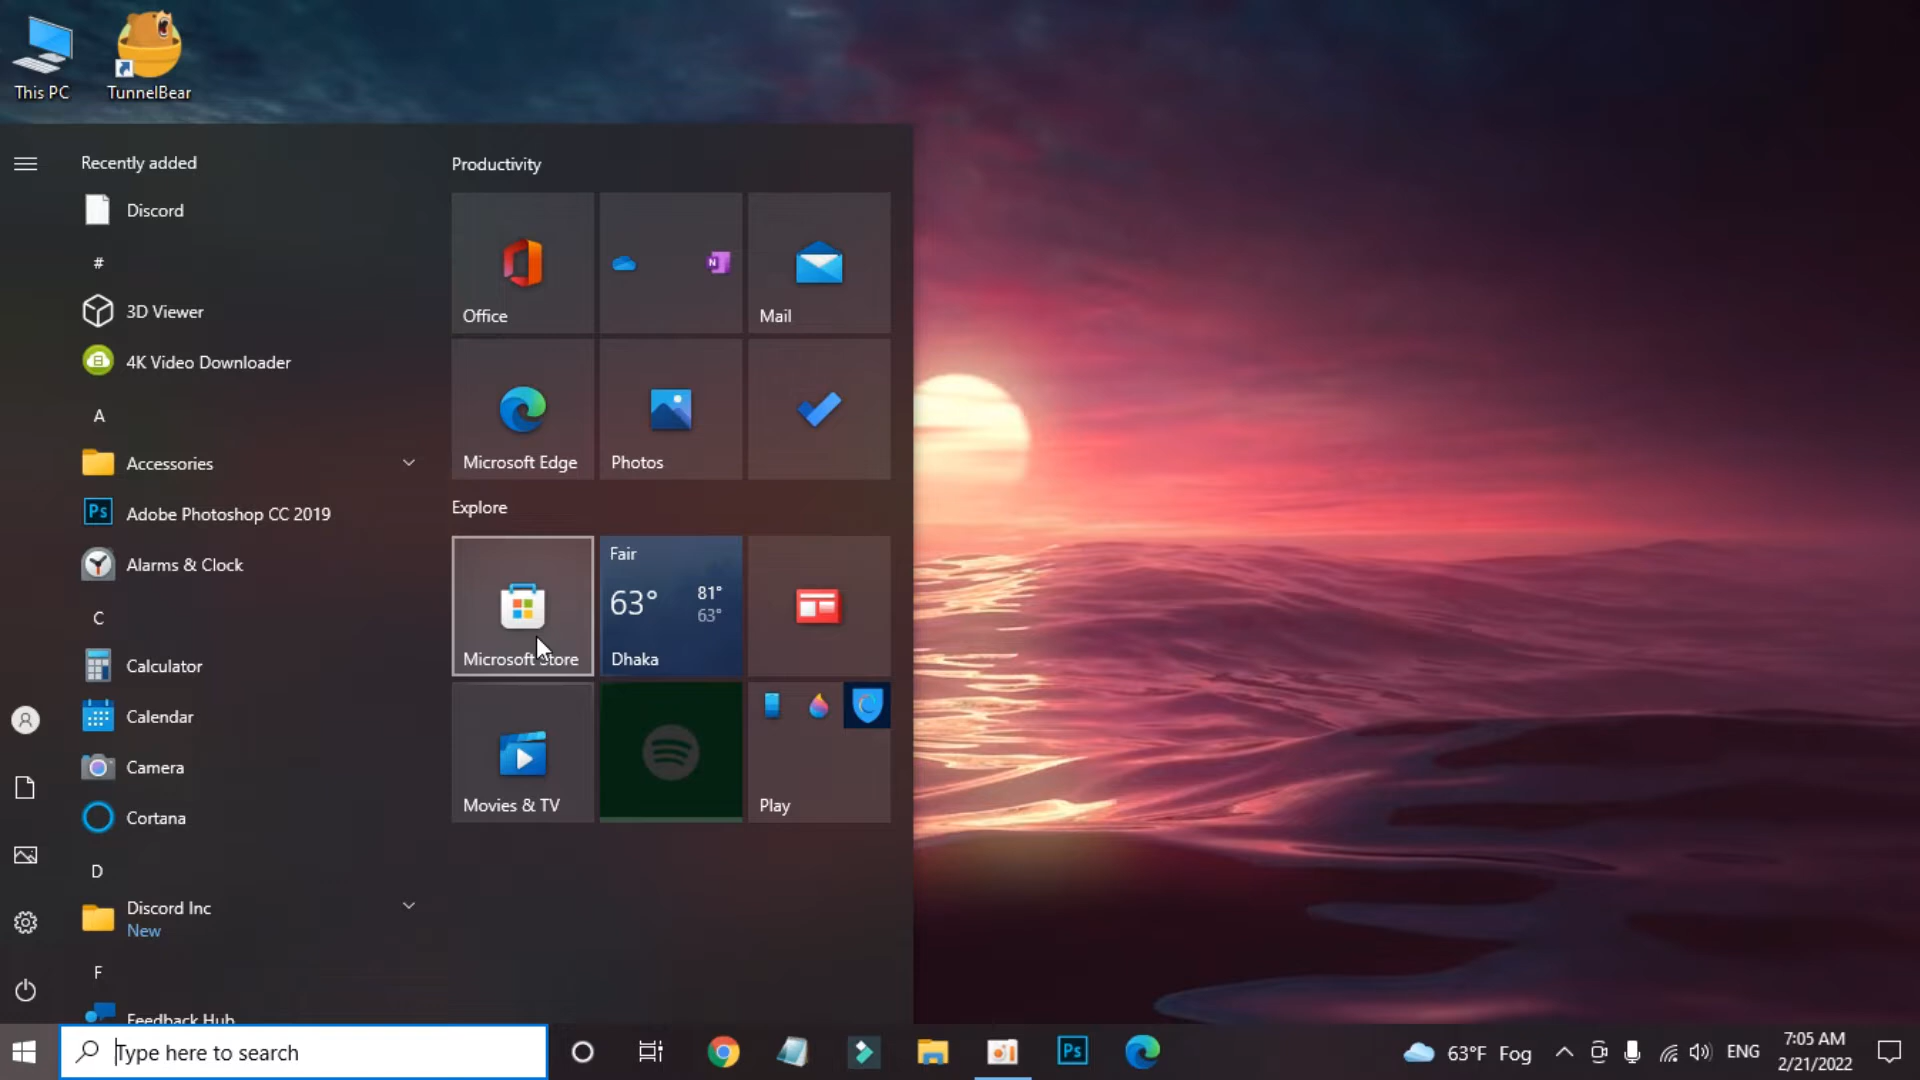 This PC
TunnelBear
Recently added
Discord
#
3D Viewer
4K Video Downloader
A
Accessories
Ps
Adobe Photoshop CC 2019
Alarms & Clock
C
Calculator
Calendar
Camera
Cortana
D
Discord Inc
New
F
Feedback Hub
Productivity
Office
N
Mail
Microsoft Edge
Photos
Explore
Microsoft Store
Fair
63°
81°
63°
Dhaka
Movies & TV
Play
Type here to search
Ps
63°F Fog
ENG
7:05 AM
2/21/2022